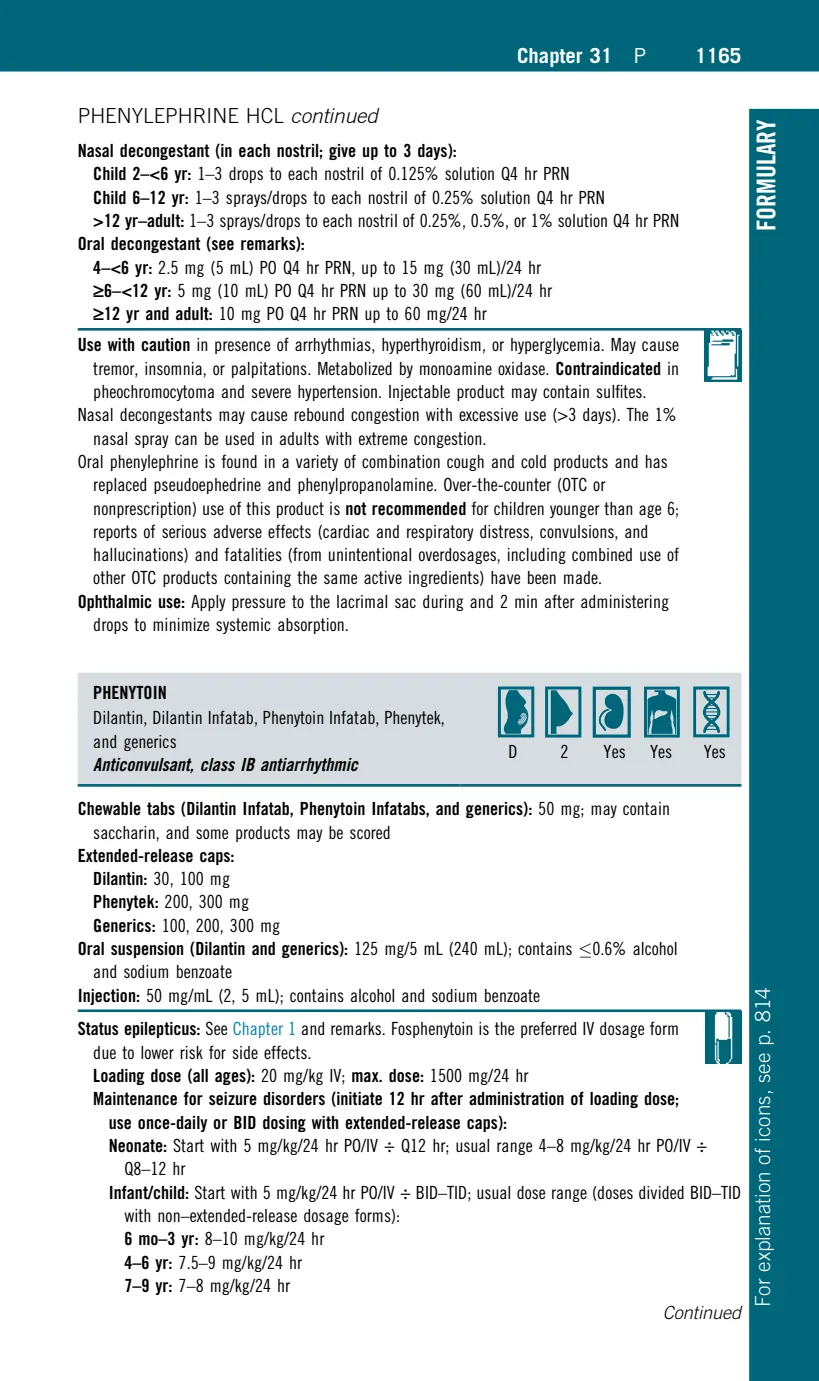 Chapter 31 P 1165
PHENYLEPHRINE HCL continued
Nasal decongestant (in each nostril; give up to 3 days):
Child 2–<6 yr: 1–3 drops to each nostril of 0.125% solution Q4 hr PRN
Child 6–12 yr: 1–3 sprays/drops to each nostril of 0.25% solution Q4 hr PRN
>12 yr–adult: 1–3 sprays/drops to each nostril of 0.25%, 0.5%, or 1% solution Q4 hr PRN
Oral decongestant (see remarks):
4–<6 yr: 2.5 mg (5 mL) PO Q4 hr PRN, up to 15 mg (30 mL)/24 hr
≥6–<12 yr: 5 mg (10 mL) PO Q4 hr PRN up to 30 mg (60 mL)/24 hr
≥12 yr and adult: 10 mg PO Q4 hr PRN up to 60 mg/24 hr
Use with caution in presence of arrhythmias, hyperthyroidism, or hyperglycemia. May cause
tremor, insomnia, or palpitations. Metabolized by monoamine oxidase. Contraindicated in
pheochromocytoma and severe hypertension. Injectable product may contain sulfites.
Nasal decongestants may cause rebound congestion with excessive use (>3 days). The 1%
nasal spray can be used in adults with extreme congestion.
Oral phenylephrine is found in a variety of combination cough and cold products and has
replaced pseudoephedrine and phenylpropanolamine. Over-the-counter (OTC or
nonprescription) use of this product is not recommended for children younger than age 6;
reports of serious adverse effects (cardiac and respiratory distress, convulsions, and
hallucinations) and fatalities (from unintentional overdosages, including combined use of
other OTC products containing the same active ingredients) have been made.
Ophthalmic use: Apply pressure to the lacrimal sac during and 2 min after administering
drops to minimize systemic absorption.
PHENYTOIN
Dilantin, Dilantin Infatab, Phenytoin Infatab, Phenytek,
and generics
Anticonvulsant, class IB antiarrhythmic
D 2 Yes Yes Yes
Chewable tabs (Dilantin Infatab, Phenytoin Infatabs, and generics): 50 mg; may contain
saccharin, and some products may be scored
Extended-release caps:
Dilantin: 30, 100 mg
Phenytek: 200, 300 mg
Generics: 100, 200, 300 mg
Oral suspension (Dilantin and generics): 125 mg/5 mL (240 mL); contains ≤0.6% alcohol
and sodium benzoate
Injection: 50 mg/mL (2, 5 mL); contains alcohol and sodium benzoate
Status epilepticus: See Chapter 1 and remarks. Fosphenytoin is the preferred IV dosage form
due to lower risk for side effects.
Loading dose (all ages): 20 mg/kg IV; max. dose: 1500 mg/24 hr
Maintenance for seizure disorders (initiate 12 hr after administration of loading dose;
use once-daily or BID dosing with extended-release caps):
Neonate: Start with 5 mg/kg/24 hr PO/IV ÷ Q12 hr; usual range 4–8 mg/kg/24 hr PO/IV ÷
Q8–12 hr
Infant/child: Start with 5 mg/kg/24 hr PO/IV ÷ BID–TID; usual dose range (doses divided BID–TID
with non–extended-release dosage forms):
6 mo–3 yr: 8–10 mg/kg/24 hr
4–6 yr: 7.5–9 mg/kg/24 hr
7–9 yr: 7–8 mg/kg/24 hr
Continued
FORMULARY
For explanation of icons, see p. 814